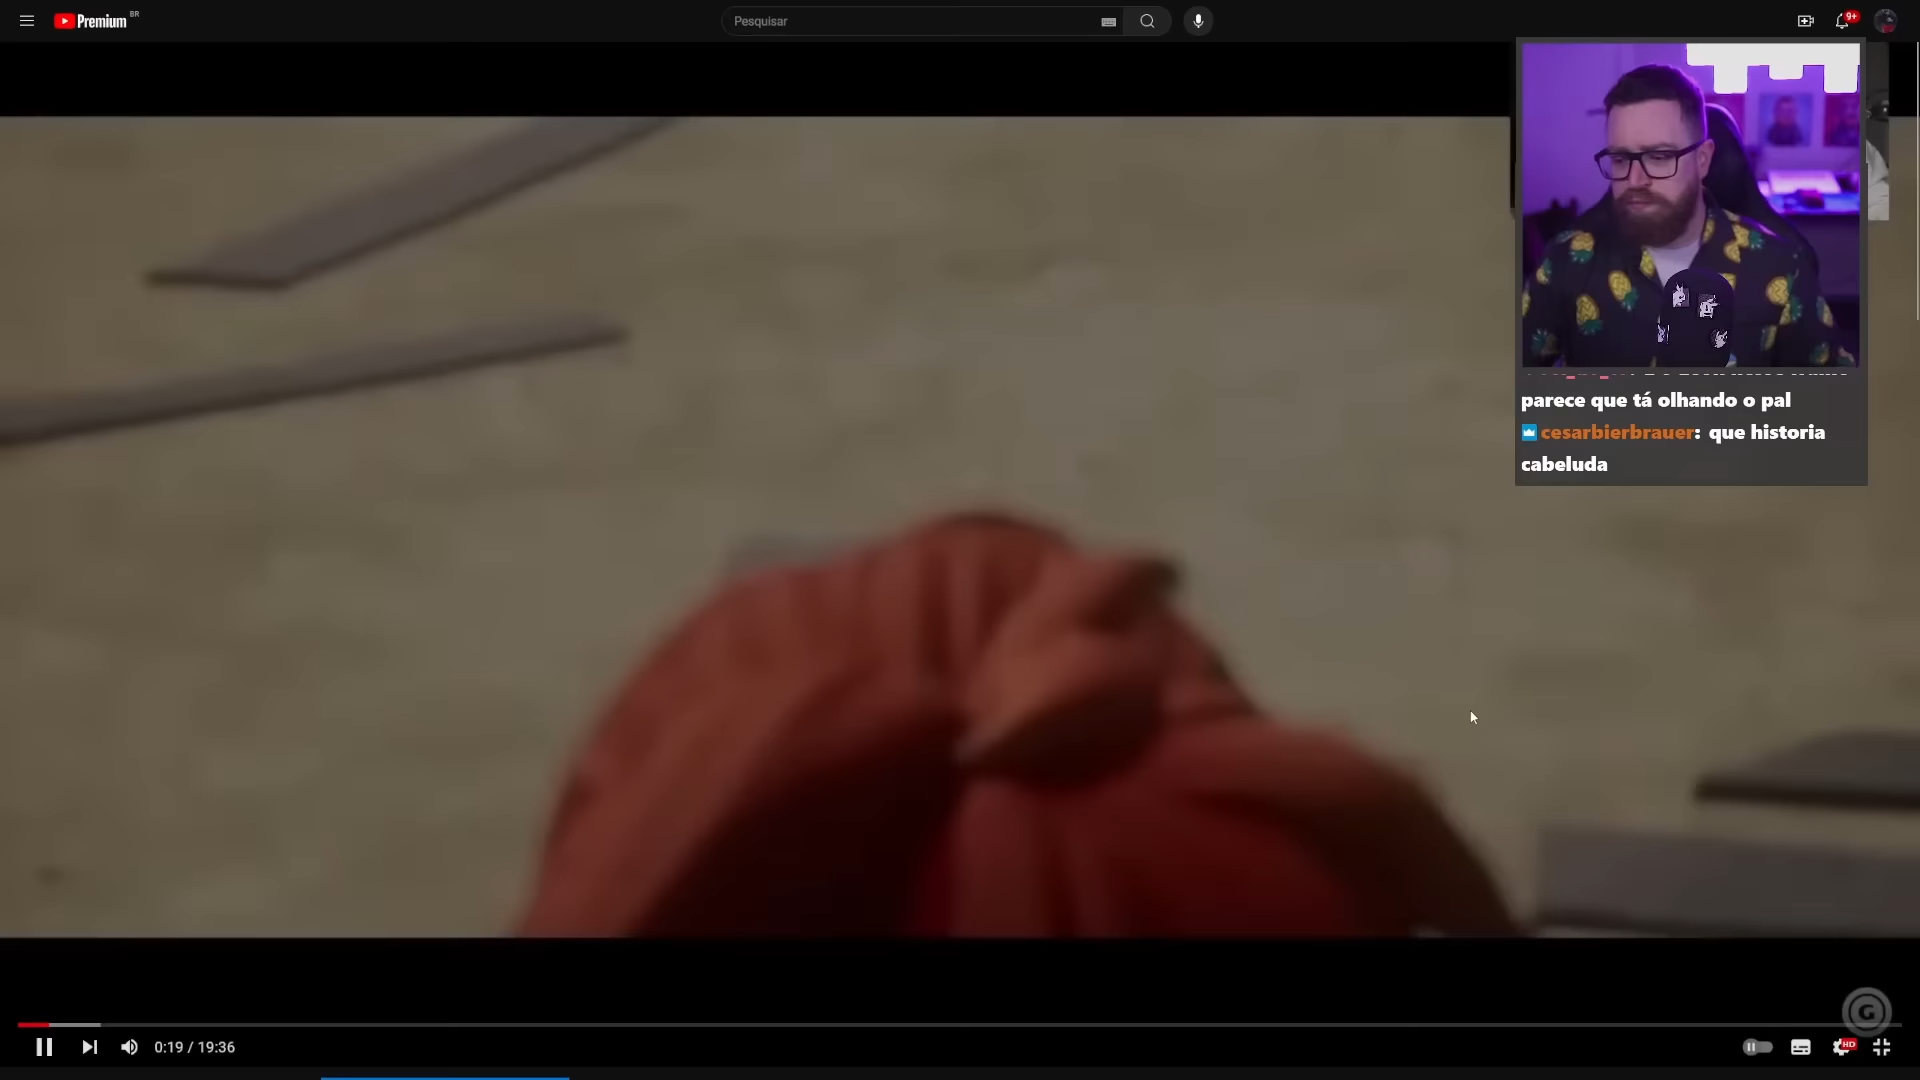 Premium BR
Pesquisar
9+
parece que tá olhando o pal
cesarbierbrauer: que historia
cabeluda
G
0:19 / 19:36
HD